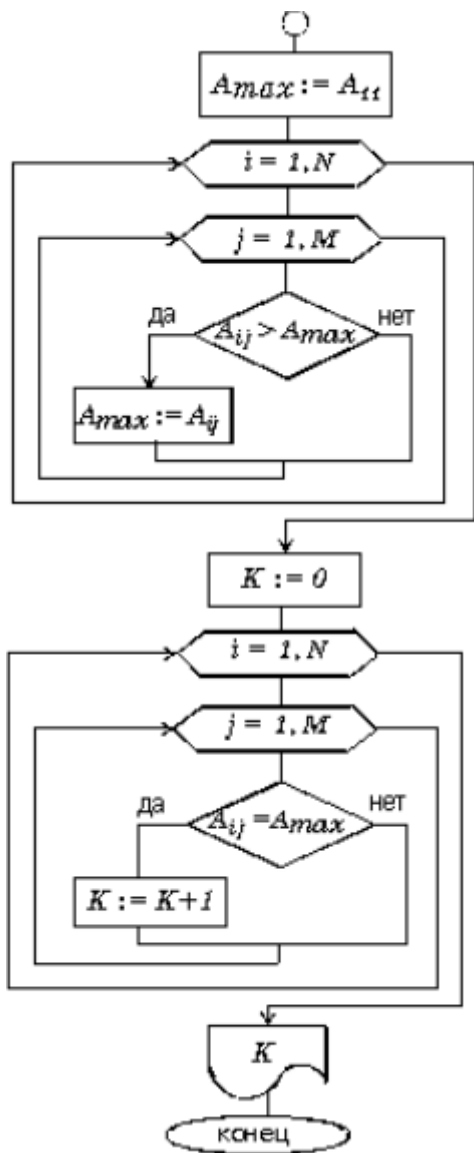 Amax := A11
i = 1, N
j = 1, M
да
Aij > Amax
нет
Amax := Aij
K := 0
i = 1, N
j = 1, M
да
Aij = Amax
нет
K := K+1
K
конец